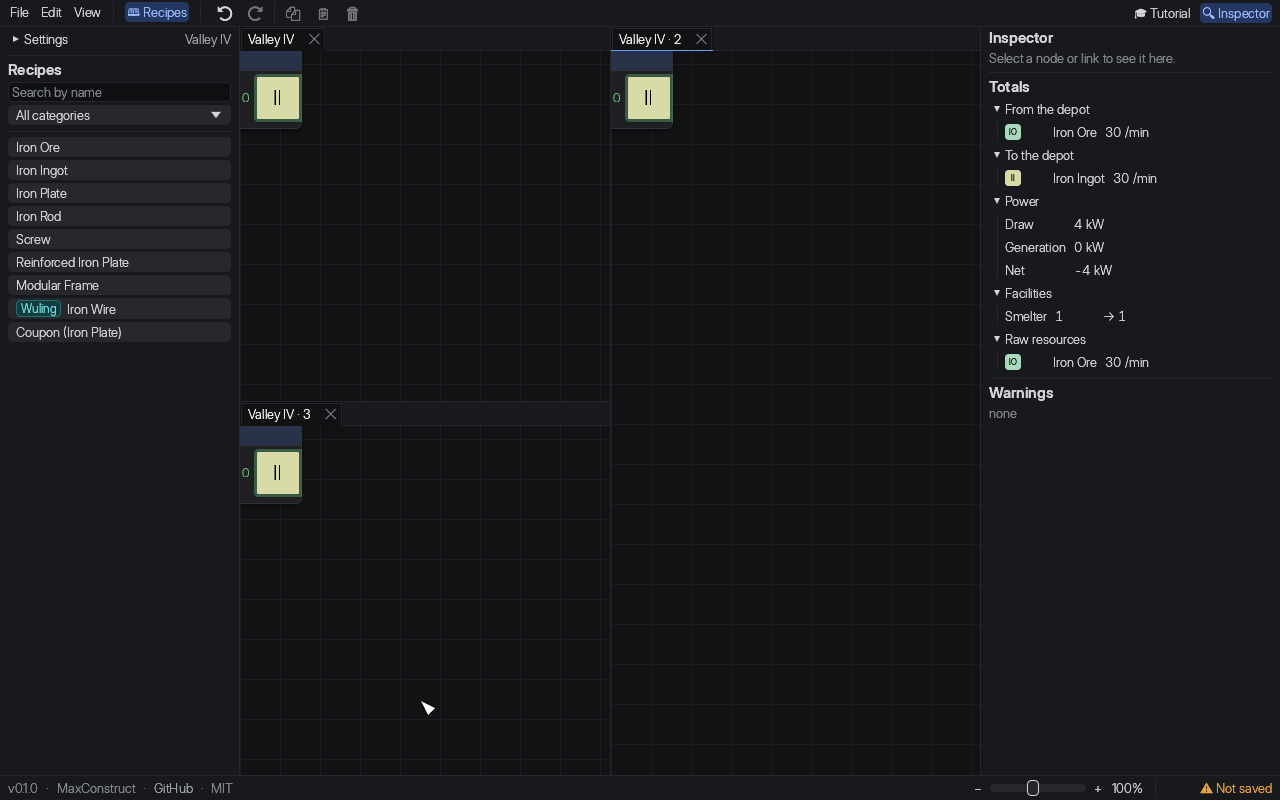 File Edit View Recipes Tutorial Inspector
Settings Valley IV
Recipes
Search by name
All categories
Iron Ore
Iron Ingot
Iron Plate
Iron Rod
Screw
Reinforced Iron Plate
Modular Frame
Wuling Iron Wire
Coupon (Iron Plate)
Valley IV
0 II
Valley IV · 3
0 II
Valley IV · 2
0 II
Inspector
Select a node or link to see it here.
Totals
From the depot
IO Iron Ore 30 /min
To the depot
II Iron Ingot 30 /min
Power
Draw 4 kW
Generation 0 kW
Net -4 kW
Facilities
Smelter 1 → 1
Raw resources
IO Iron Ore 30 /min
Warnings
none
v0.1.0 · MaxConstruct · GitHub · MIT
− + 100% Not saved